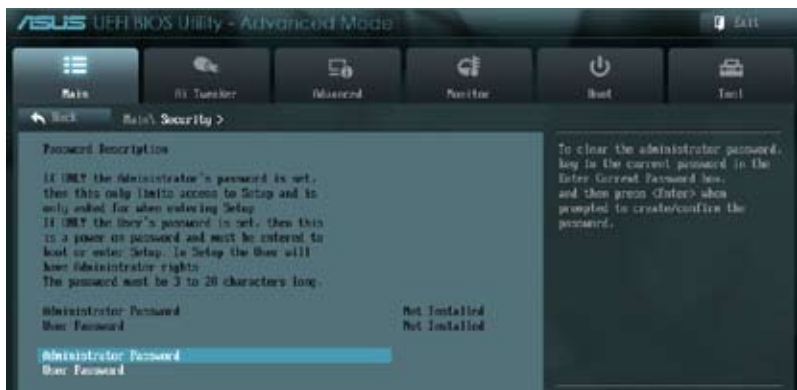 ASUS UEFI BIOS Utility - Advanced Mode
Exit
Main
Ai Tweaker
Advanced
Monitor
Boot
Tool
Back
Main\ Security >
Password Description
If ONLY the Administrator's password is set,
then this only limits access to Setup and is
only asked for when entering Setup
If ONLY the User's password is set, then this
is a power on password and must be entered to
boot or enter Setup. In Setup the User will
have Administrator rights
The password must be 3 to 20 characters long.
Administrator Password
Not Installed
User Password
Not Installed
Administrator Password
User Password
To clear the administrator password,
key in the current password in the
Enter Current Password box,
and then press <Enter> when
prompted to create/confirm the
password.